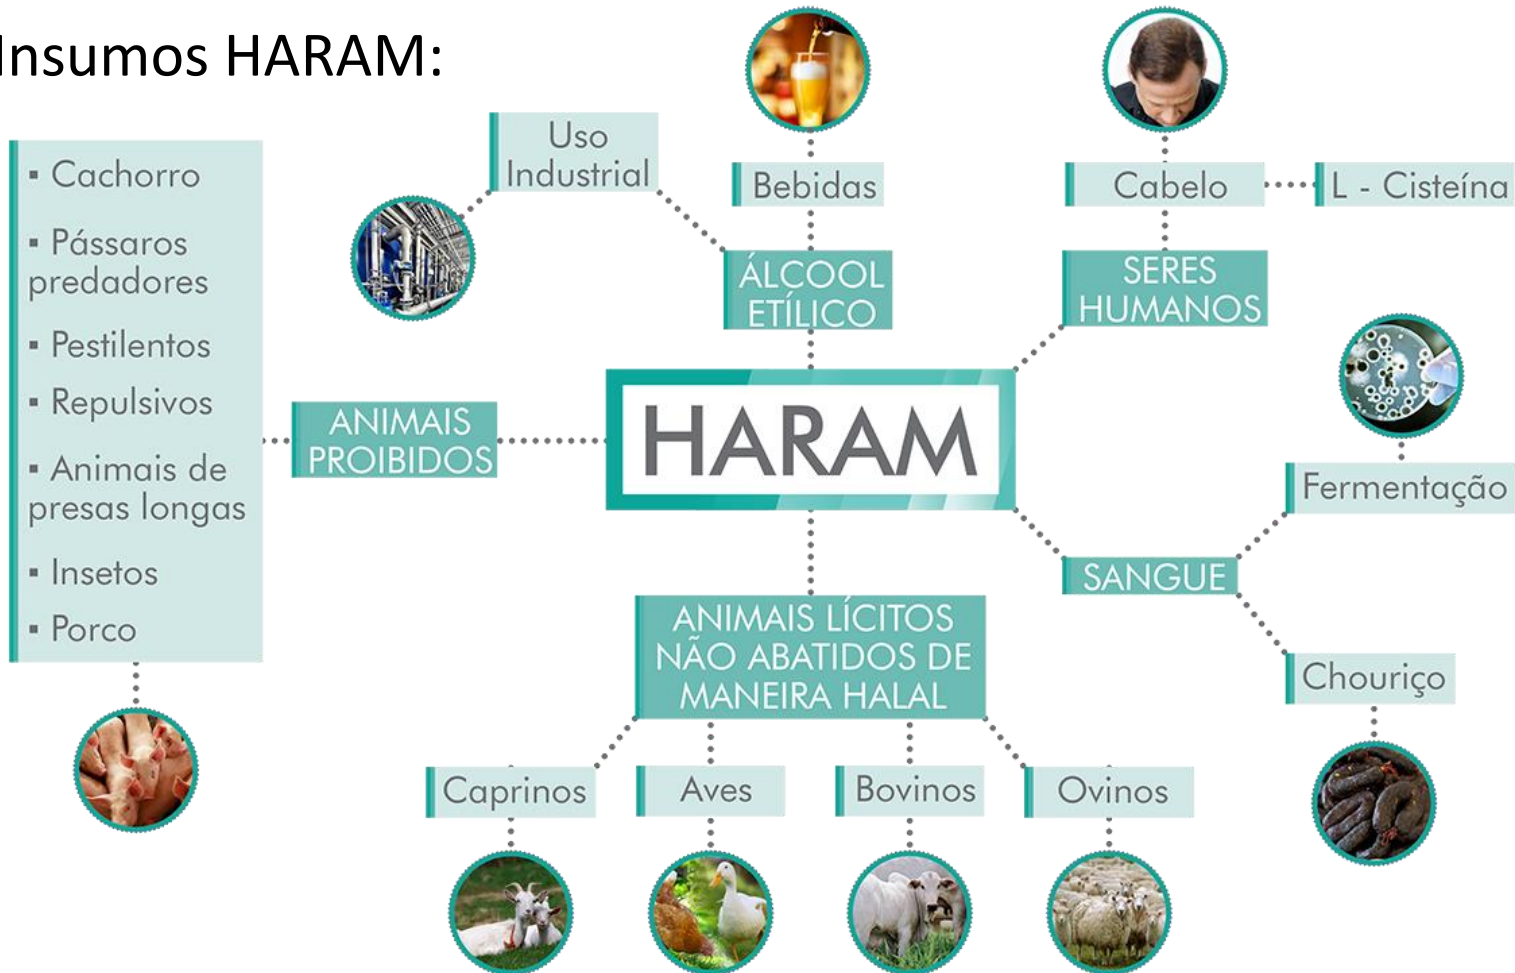 Insumos HARAM:
Uso
Industrial
Bebidas
Cabelo
L - Cisteína
▪ Cachorro
▪ Pássaros
predadores
▪ Pestilentos
▪ Repulsivos
▪ Animais de
presas longas
▪ Insetos
▪ Porco
ÁLCOOL
ETÍLICO
SERES
HUMANOS
ANIMAIS
PROIBIDOS
HARAM
Fermentação
SANGUE
ANIMAIS LÍCITOS
NÃO ABATIDOS DE
MANEIRA HALAL
Chouriço
Caprinos
Aves
Bovinos
Ovinos